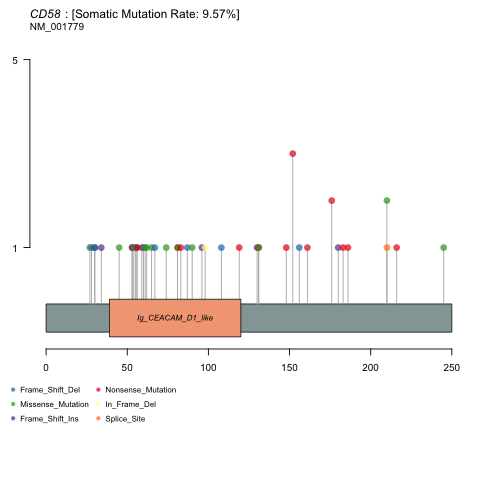 CD58 : [Somatic Mutation Rate: 9.57%]
NM_001779
5
1
Ig_CEACAM_D1_like
0 50 100 150 200 250
Frame_Shift_Del Nonsense_Mutation
Missense_Mutation In_Frame_Del
Frame_Shift_Ins Splice_Site